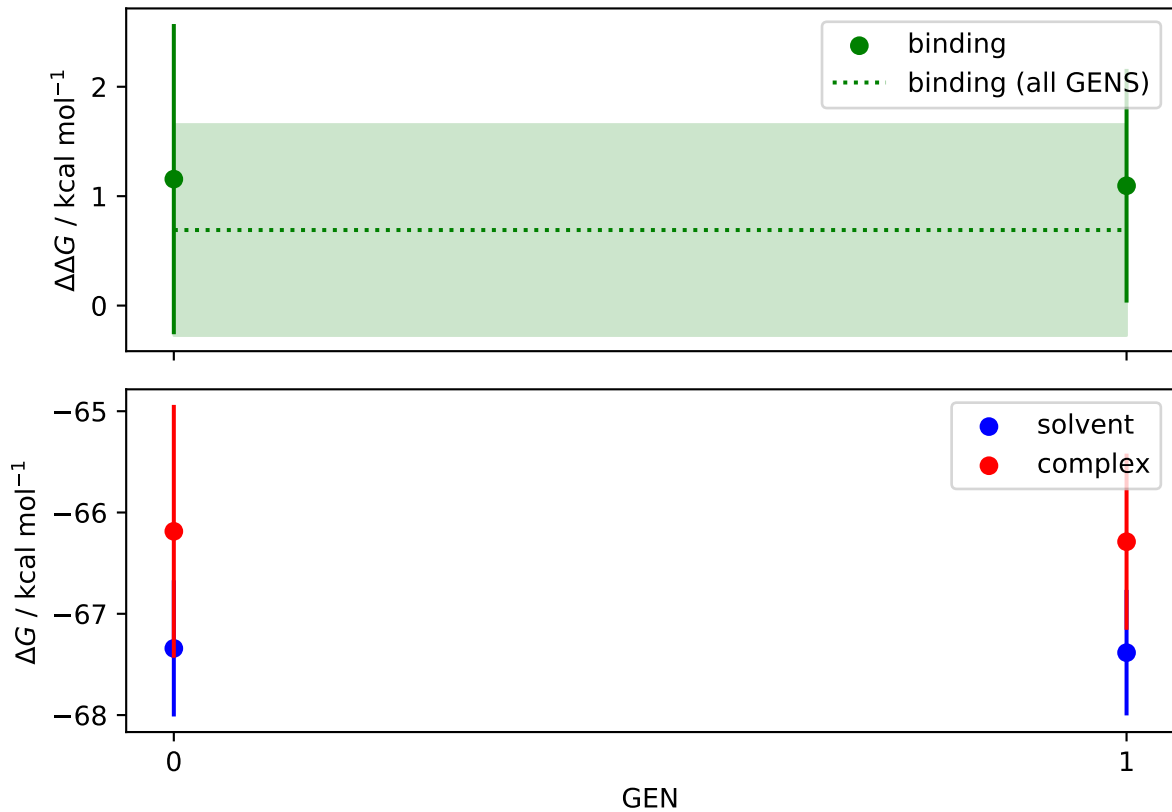 ΔΔG / kcal mol⁻¹
2
1
0
binding
binding (all GENS)
ΔG / kcal mol⁻¹
−65
−66
−67
−68
solvent
complex
0
1
GEN